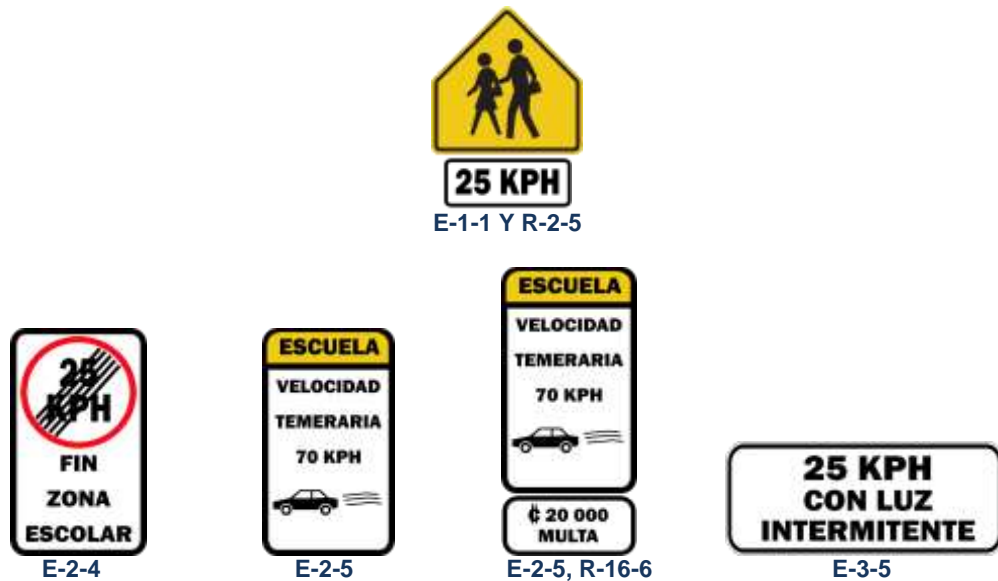 25 KPH
E-1-1 Y R-2-5
25
KPH
FIN
ZONA
ESCOLAR
E-2-4
ESCUELA
VELOCIDAD
TEMERARIA
70 KPH
E-2-5
ESCUELA
VELOCIDAD
TEMERARIA
70 KPH
₡ 20 000
MULTA
E-2-5, R-16-6
25 KPH
CON LUZ
INTERMITENTE
E-3-5